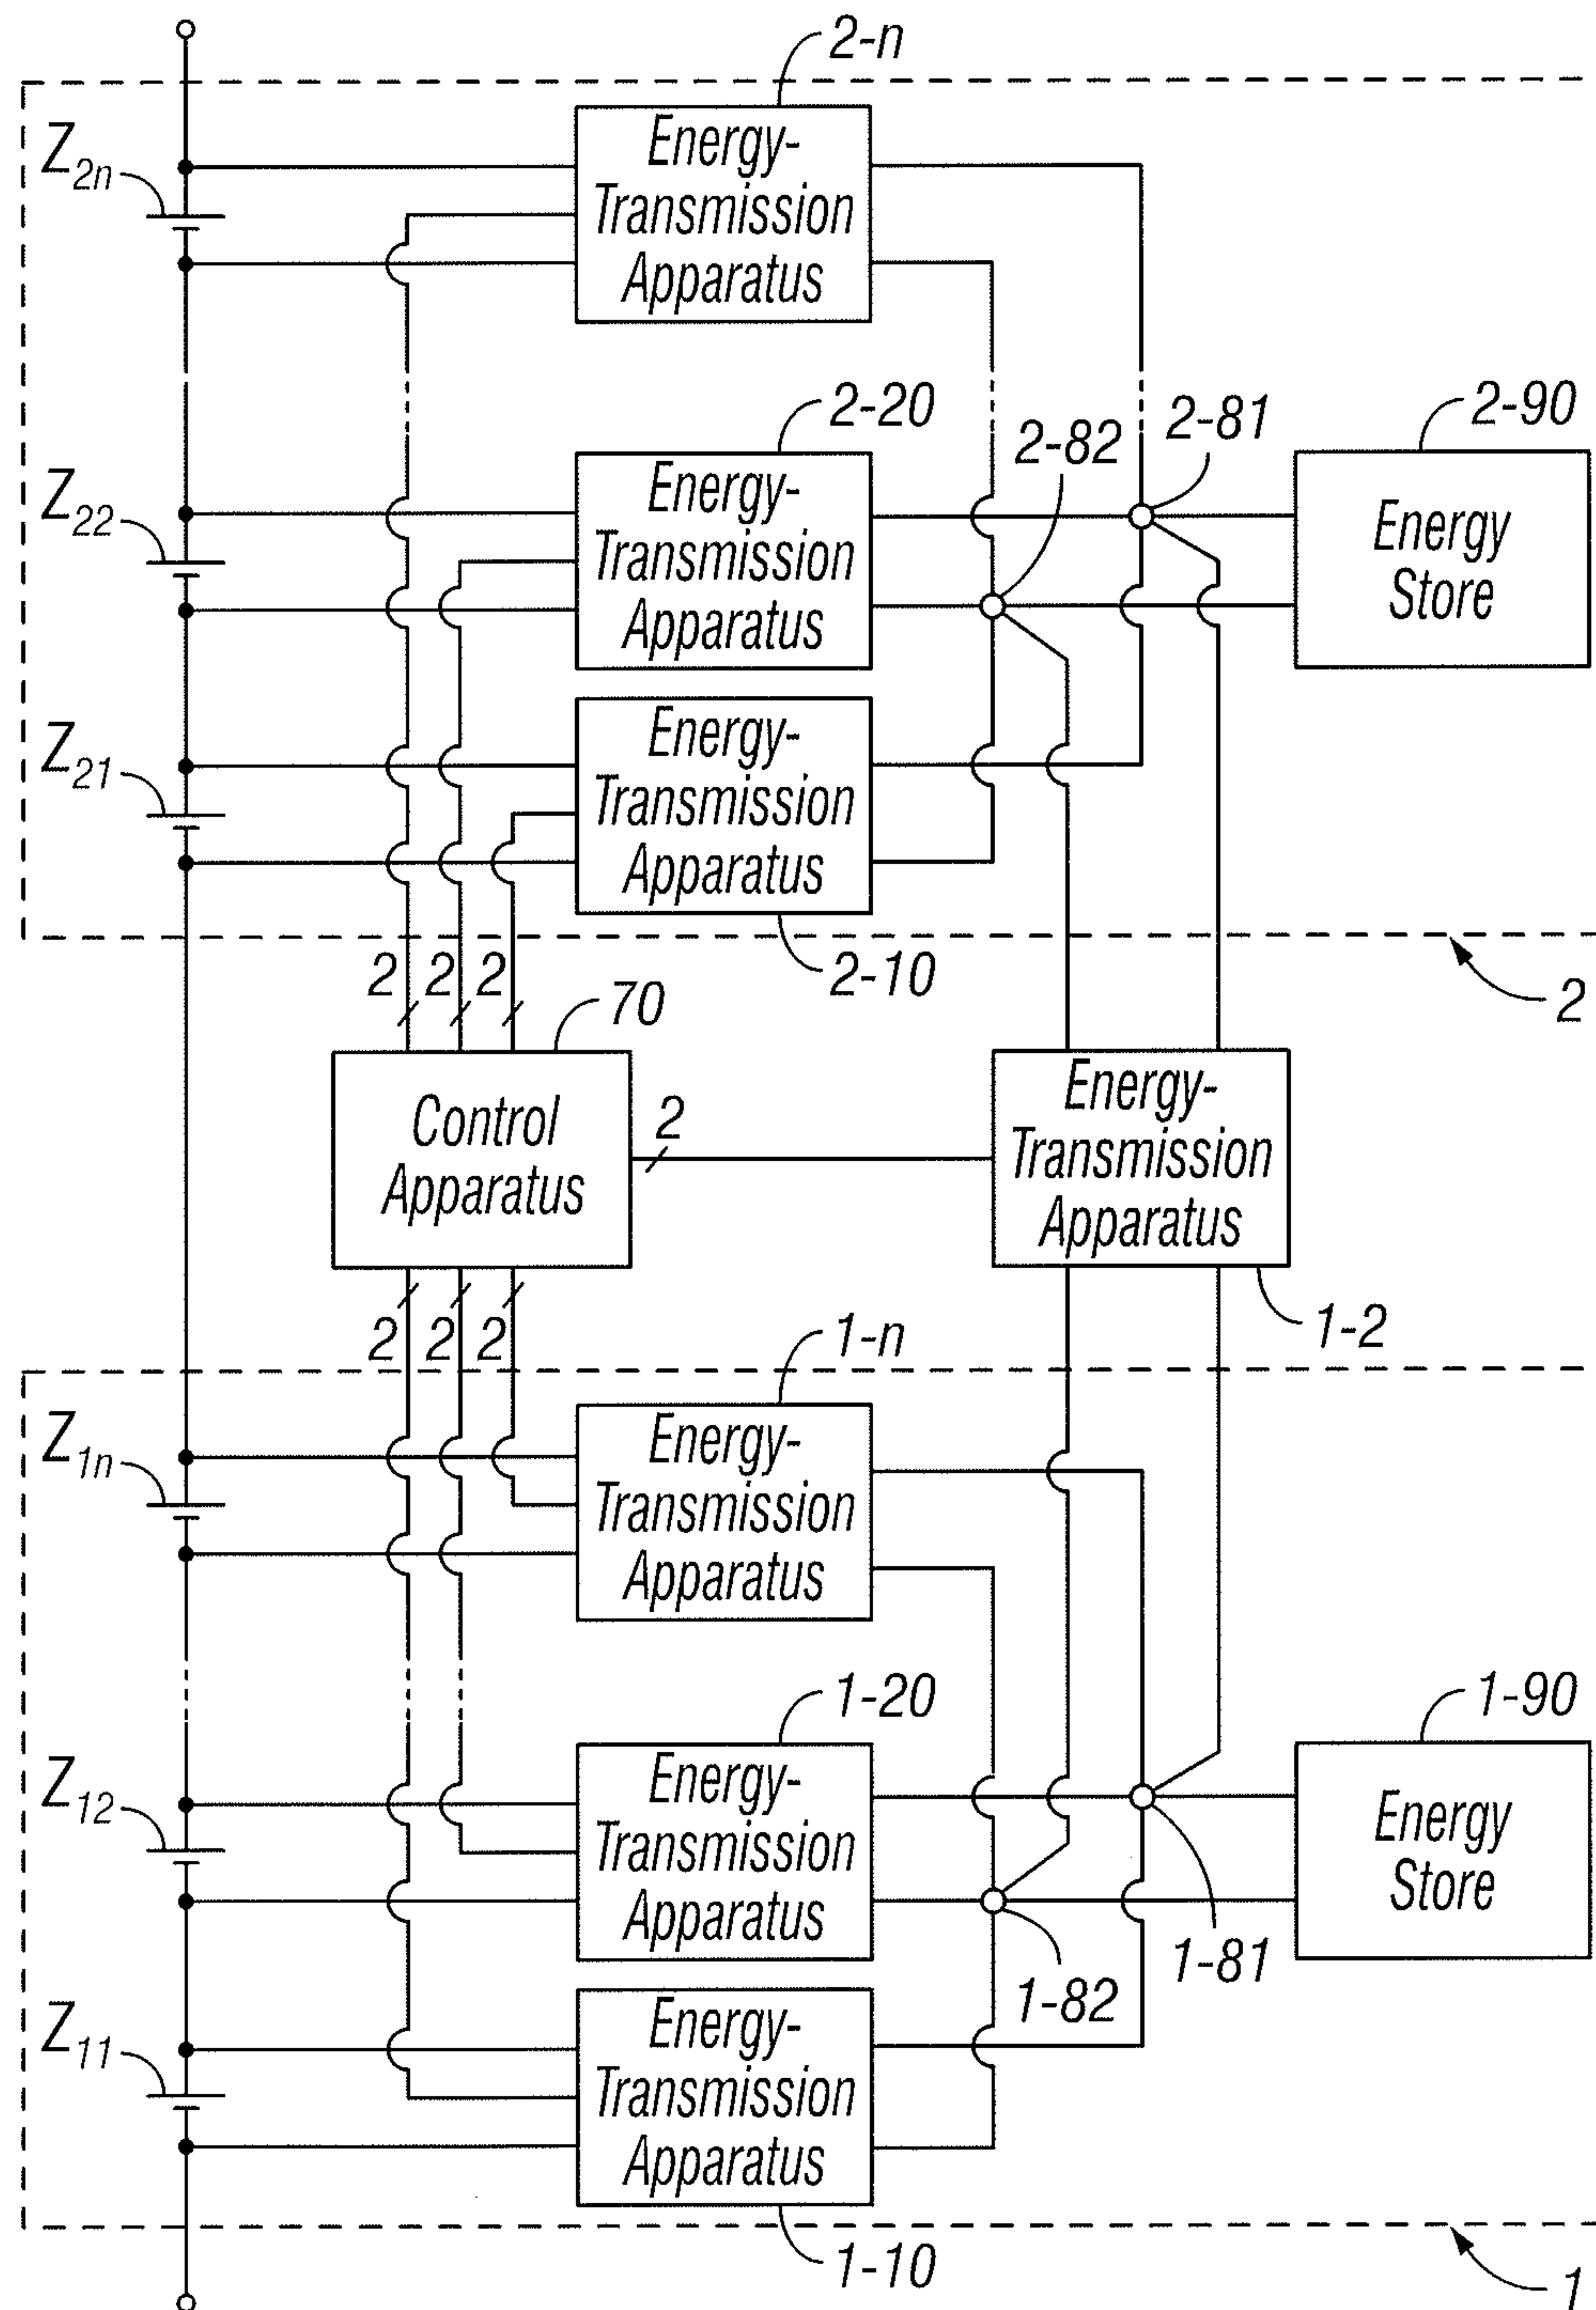 2-n
Energy-
Transmission
Apparatus
Z2n
2-20
2-81
2-90
2-82
Energy-
Transmission
Apparatus
Z22
Energy
Store
Energy-
Transmission
Apparatus
Z21
2-10
2 2 2
70
2
Control
Apparatus
2
Energy-
Transmission
Apparatus
1-2
2 2 2
1-n
Energy-
Transmission
Apparatus
Z1n
1-20
1-90
Energy-
Transmission
Apparatus
Z12
Energy
Store
1-81
1-82
Energy-
Transmission
Apparatus
Z11
1-10
1